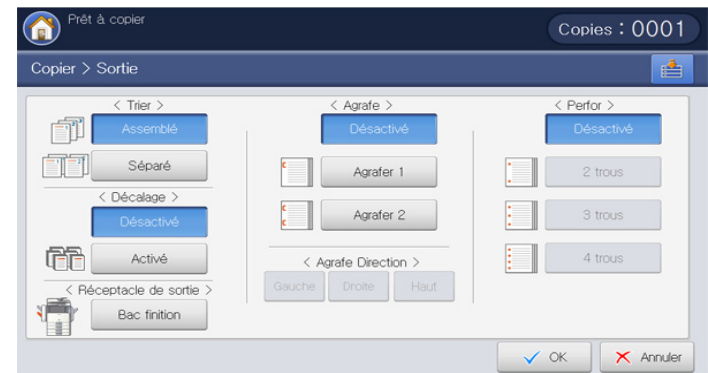 Prêt à copier
Copies : 0001
Copier > Sortie
< Trier >
Assemblé
Séparé
< Décalage >
Désactivé
Activé
< Réceptacle de sortie >
Bac finition
< Agrafe >
Désactivé
Agrafer 1
Agrafer 2
< Agrafe Direction >
Gauche Droite Haut
< Perfor >
Désactivé
2 trous
3 trous
4 trous
OK
Annuler